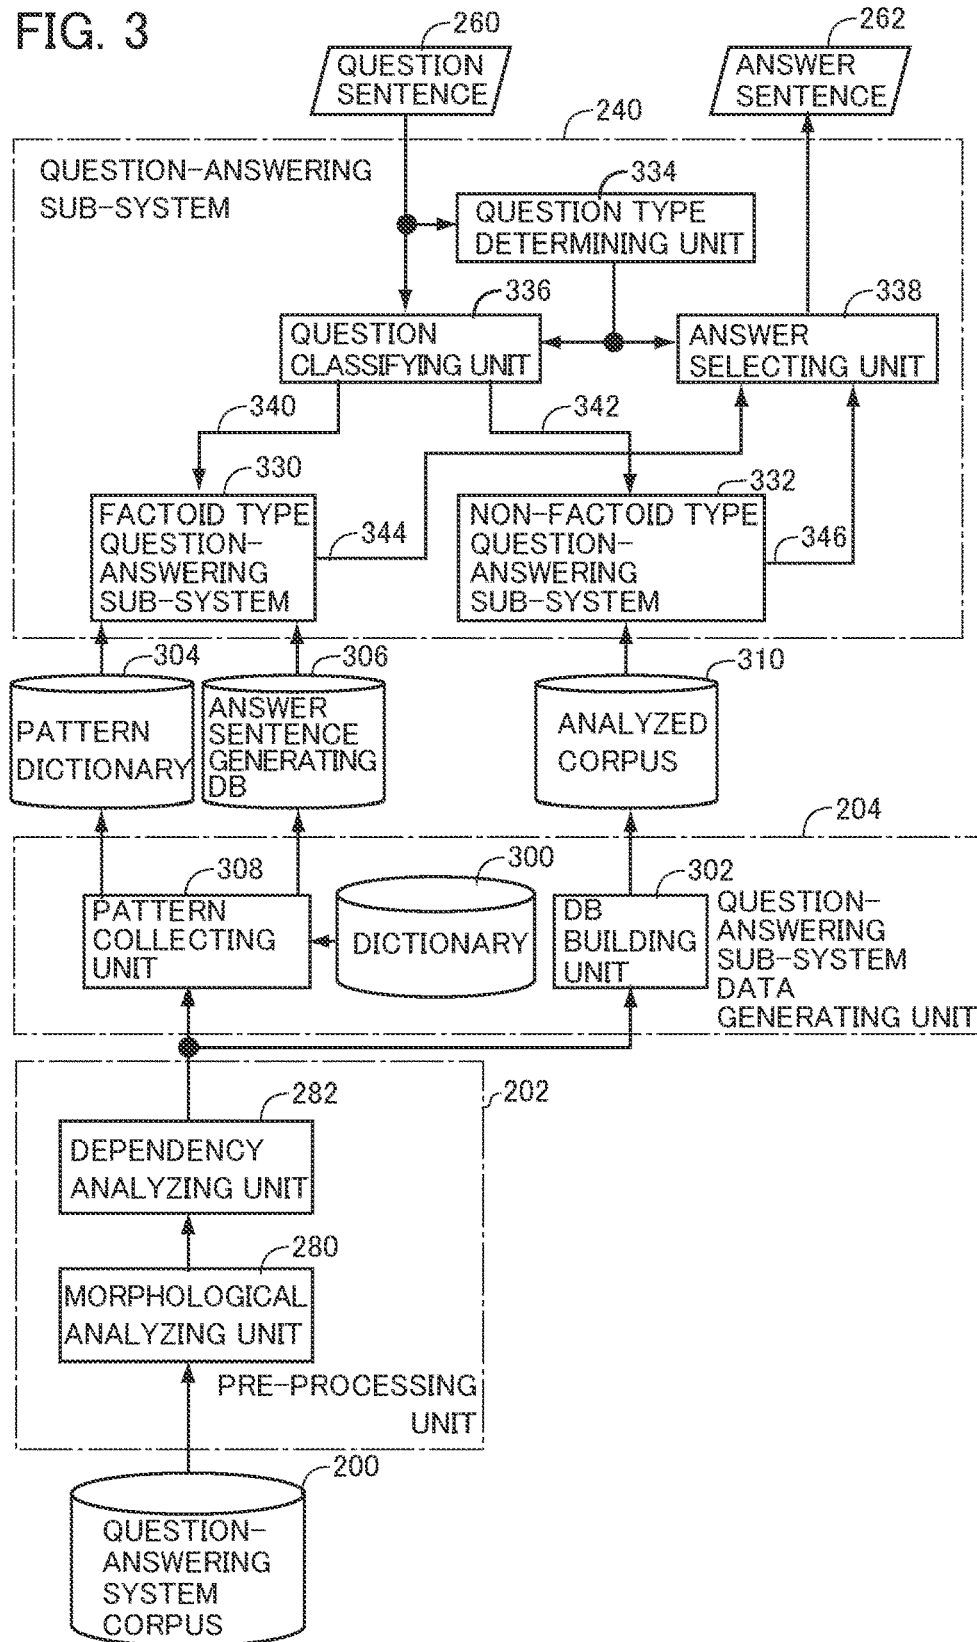 FIG. 3
260
QUESTION
SENTENCE
262
ANSWER
SENTENCE
240
QUESTION-ANSWERING
SUB-SYSTEM
334
QUESTION TYPE
DETERMINING UNIT
336
QUESTION
CLASSIFYING UNIT
338
ANSWER
SELECTING UNIT
340
342
330
FACTOID TYPE
QUESTION-
ANSWERING
SUB-SYSTEM
344
332
NON-FACTOID TYPE
QUESTION-
ANSWERING
SUB-SYSTEM
346
304
PATTERN
DICTIONARY
306
ANSWER
SENTENCE
GENERATING
DB
310
ANALYZED
CORPUS
204
308
PATTERN
COLLECTING
UNIT
300
DICTIONARY
302
DB
BUILDING
UNIT
QUESTION-
ANSWERING
SUB-SYSTEM
DATA
GENERATING UNIT
202
282
DEPENDENCY
ANALYZING UNIT
280
MORPHOLOGICAL
ANALYZING UNIT
PRE-PROCESSING
UNIT
200
QUESTION-
ANSWERING
SYSTEM
CORPUS